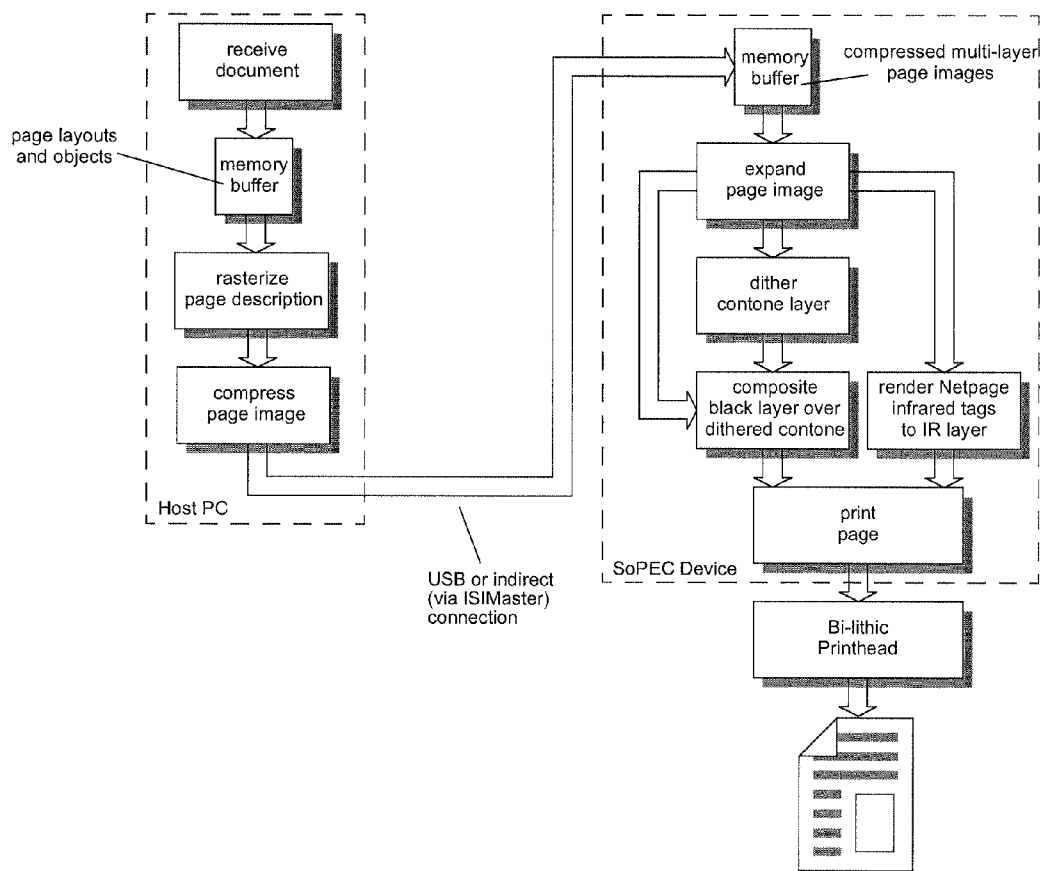 receive
document
page layouts
and objects
memory
buffer
rasterize
page description
compress
page image
Host PC
USB or indirect
(via ISIMaster)
connection
memory
buffer
compressed multi-layer
page images
expand
page image
dither
contone layer
composite
black layer over
dithered contone
render Netpage
infrared tags
to IR layer
print
page
SoPEC Device
Bi-lithic
Printhead